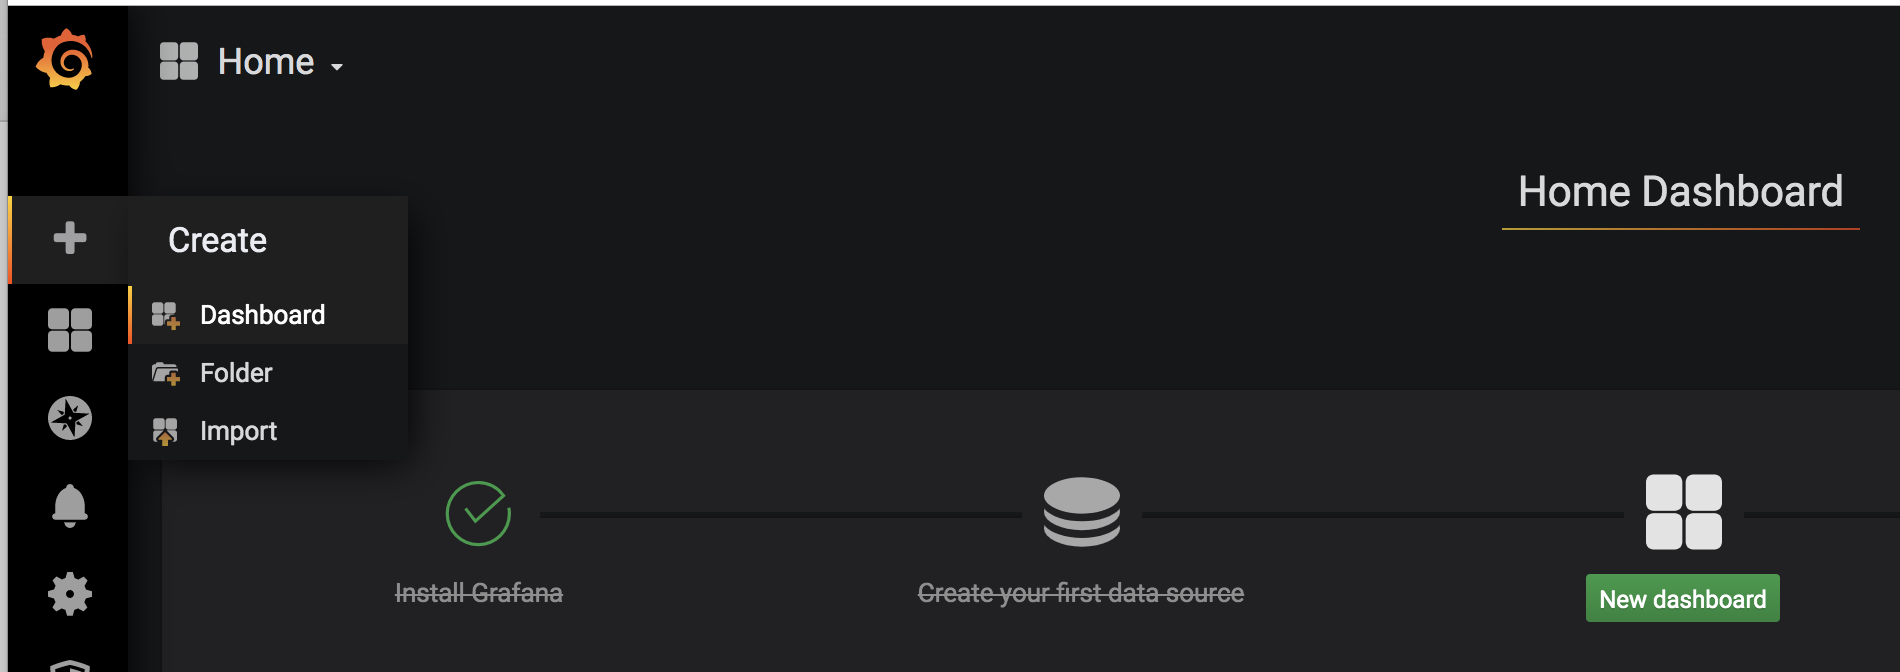 Home
Home Dashboard
Create
Dashboard
Folder
Import
Install Grafana
Create your first data source
New dashboard